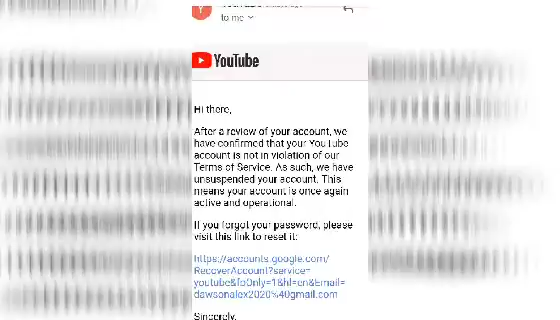 Y
to me
YouTube
Hi there,
After a review of your account, we
have confirmed that your YouTube
account is not in violation of our
Terms of Service. As such, we have
unsuspended your account. This
means your account is once again
active and operational.
If you forgot your password, please
visit this link to reset it:
https://accounts.google.com/
RecoverAccount?service=
youtube&fpOnly=1&hl=en&Email=
dawsonalex2020%40gmail.com
Sincerely,